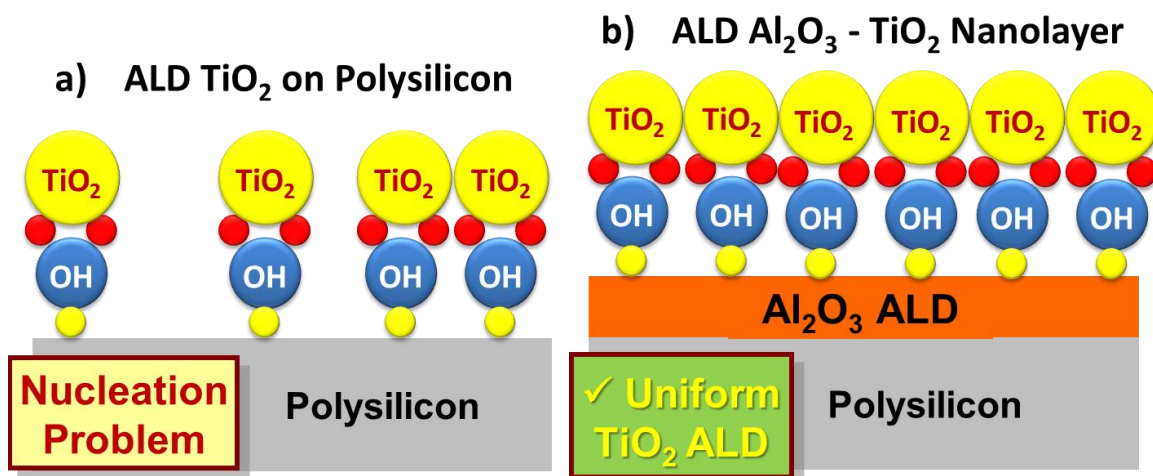 a) ALD TiO₂ on Polysilicon
TiO₂ TiO₂ TiO₂ TiO₂
OH OH OH OH
Nucleation
Problem
Polysilicon
b) ALD Al₂O₃ - TiO₂ Nanolayer
TiO₂ TiO₂ TiO₂ TiO₂ TiO₂ TiO₂
OH OH OH OH OH OH
Al₂O₃ ALD
✓ Uniform
TiO₂ ALD
Polysilicon